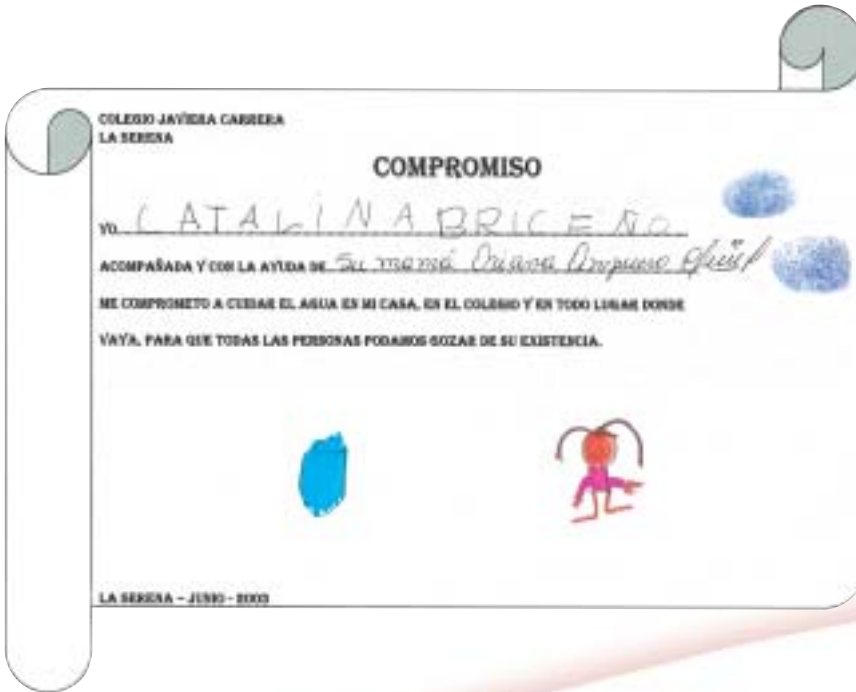 COLEGIO JAVIERA CARRERA
LA SERENA
COMPROMISO
YO CATALINA BRICEÑO
ACOMPAÑADA Y CON LA AYUDA DE Su mamá Oriana Ampuero
ME COMPROMETO A CUIDAR EL AGUA EN MI CASA, EN EL COLEGIO Y EN TODO LUGAR DONDE
VAYA, PARA QUE TODAS LAS PERSONAS PODAMOS GOZAR DE SU EXISTENCIA.
LA SERENA – JUNIO - 2003